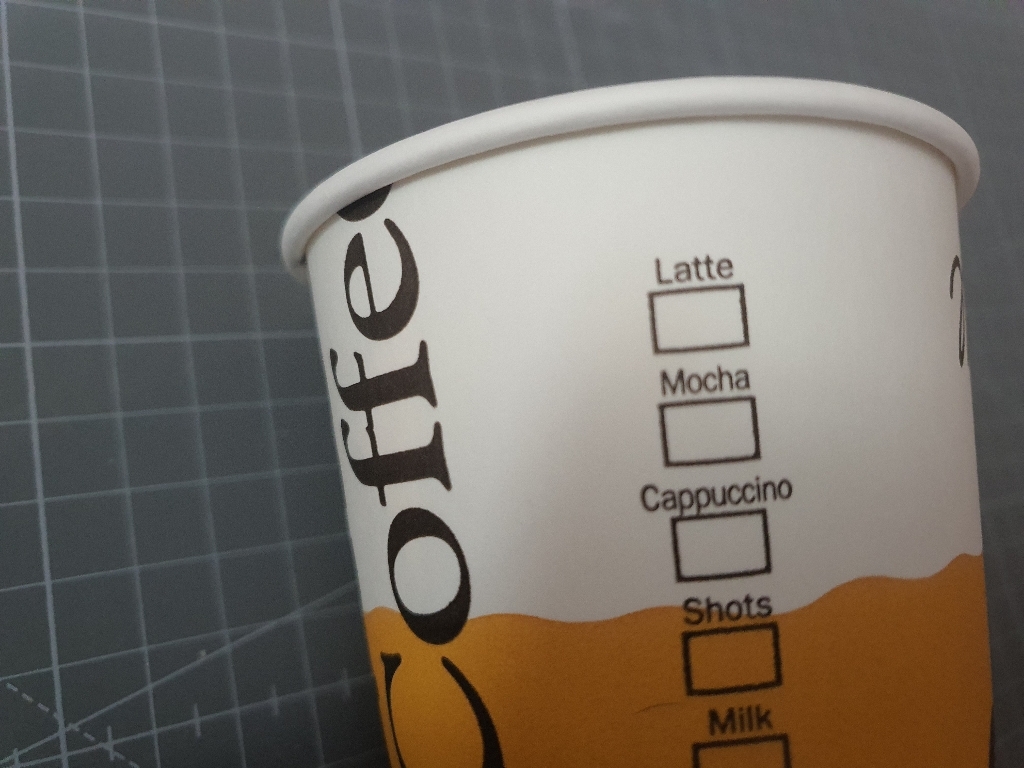 Coffee
Latte
Mocha
Cappuccino
Shots
Milk